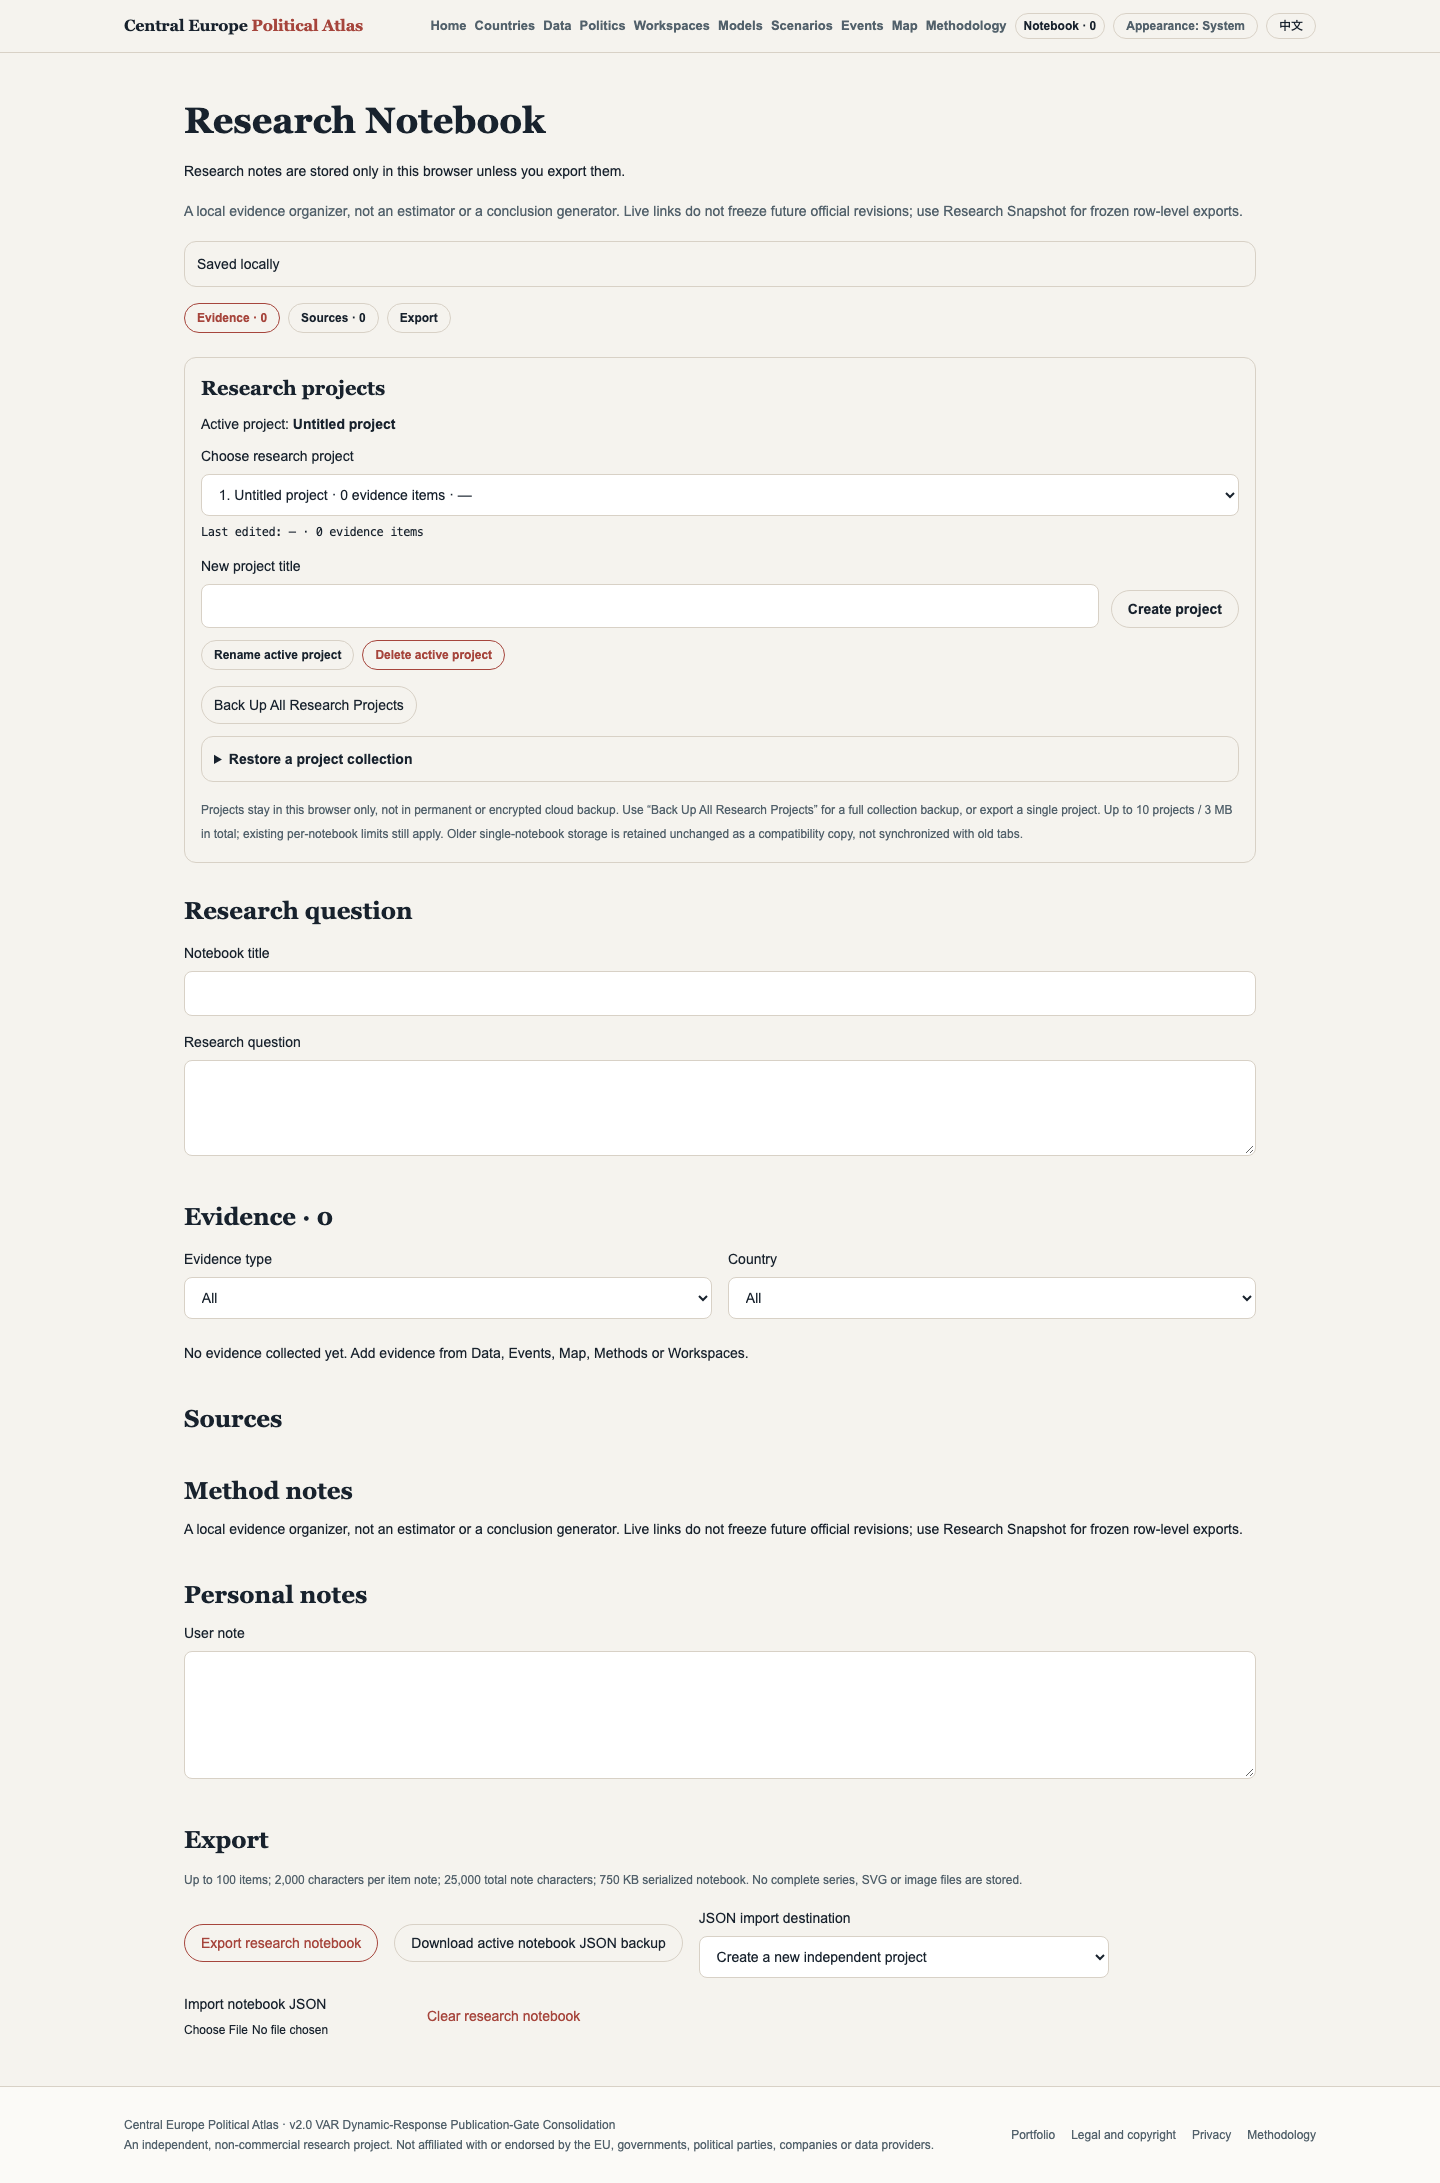 Central Europe Political Atlas
Home Countries Data Politics Workspaces Models Scenarios Events Map Methodology Notebook · 0 Appearance: System 中文
Research Notebook
Research notes are stored only in this browser unless you export them.
A local evidence organizer, not an estimator or a conclusion generator. Live links do not freeze future official revisions; use Research Snapshot for frozen row-level exports.
Saved locally
Evidence · 0 Sources · 0 Export
Research projects
Active project: Untitled project
Choose research project
1. Untitled project · 0 evidence items · —
Last edited: — · 0 evidence items
New project title
Create project
Rename active project Delete active project
Back Up All Research Projects
Restore a project collection
Projects stay in this browser only, not in permanent or encrypted cloud backup. Use “Back Up All Research Projects” for a full collection backup, or export a single project. Up to 10 projects / 3 MB
in total; existing per-notebook limits still apply. Older single-notebook storage is retained unchanged as a compatibility copy, not synchronized with old tabs.
Research question
Notebook title
Research question
Evidence · 0
Evidence type Country
All All
No evidence collected yet. Add evidence from Data, Events, Map, Methods or Workspaces.
Sources
Method notes
A local evidence organizer, not an estimator or a conclusion generator. Live links do not freeze future official revisions; use Research Snapshot for frozen row-level exports.
Personal notes
User note
Export
Up to 100 items; 2,000 characters per item note; 25,000 total note characters; 750 KB serialized notebook. No complete series, SVG or image files are stored.
JSON import destination
Export research notebook Download active notebook JSON backup Create a new independent project
Import notebook JSON
Choose File No file chosen
Clear research notebook
Central Europe Political Atlas · v2.0 VAR Dynamic-Response Publication-Gate Consolidation
An independent, non-commercial research project. Not affiliated with or endorsed by the EU, governments, political parties, companies or data providers.
Portfolio Legal and copyright Privacy Methodology